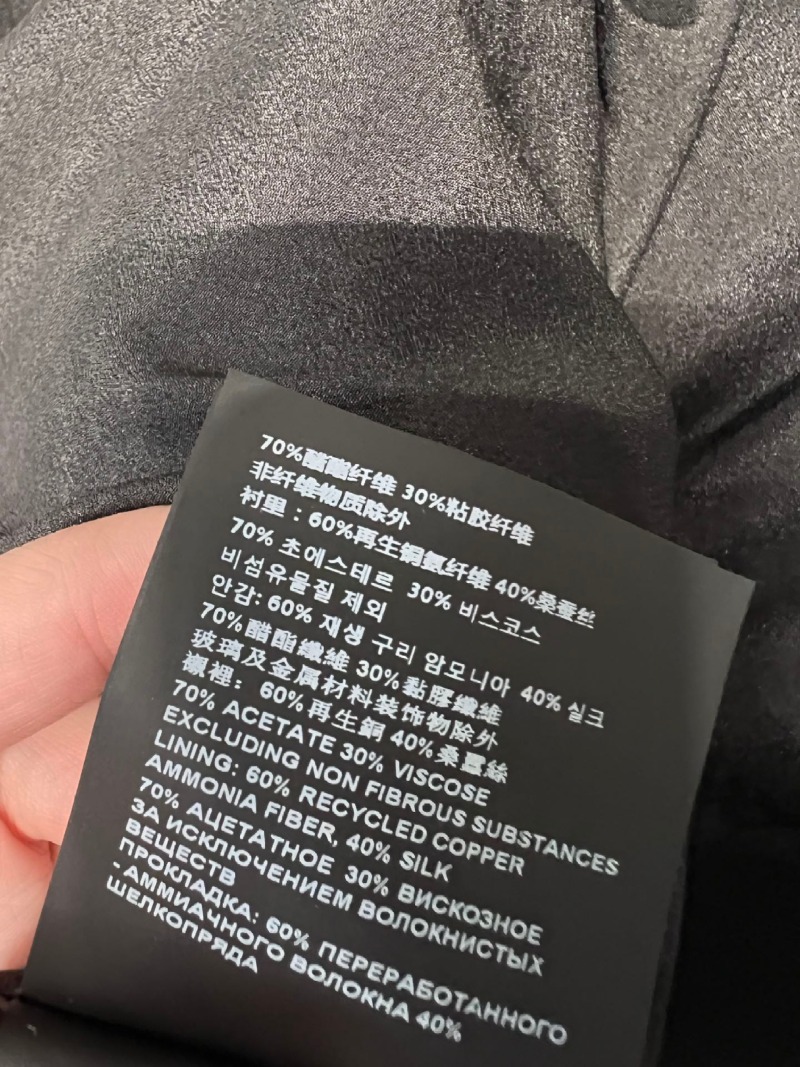 70%醋酯纤维 30%粘胶纤维
非纤维物质除外
衬里：60%再生铜氨纤维 40%桑蚕丝
70% 초에스테르 30% 비스코스
비섬유물질 제외
안감: 60% 재생 구리 암모니아 40% 실크
70%醋酯纖維 30%黏膠纖維
玻璃及金属材料装饰物除外
襯裡： 60%再生銅 40%桑蠶絲
70% ACETATE 30% VISCOSE
EXCLUDING NON FIBROUS SUBSTANCES
LINING: 60% RECYCLED COPPER
AMMONIA FIBER, 40% SILK
70% АЦЕТАТНОЕ 30% ВИСКОЗНОЕ
ЗА ИСКЛЮЧЕНИЕМ ВОЛОКНИСТЫХ
ВЕЩЕСТВ
ПРОКЛАДКА: 60% ПЕРЕРАБОТАННОГО
- АММИАЧНОГО ВОЛОКНА 40%
ШЕЛКОПРЯДА